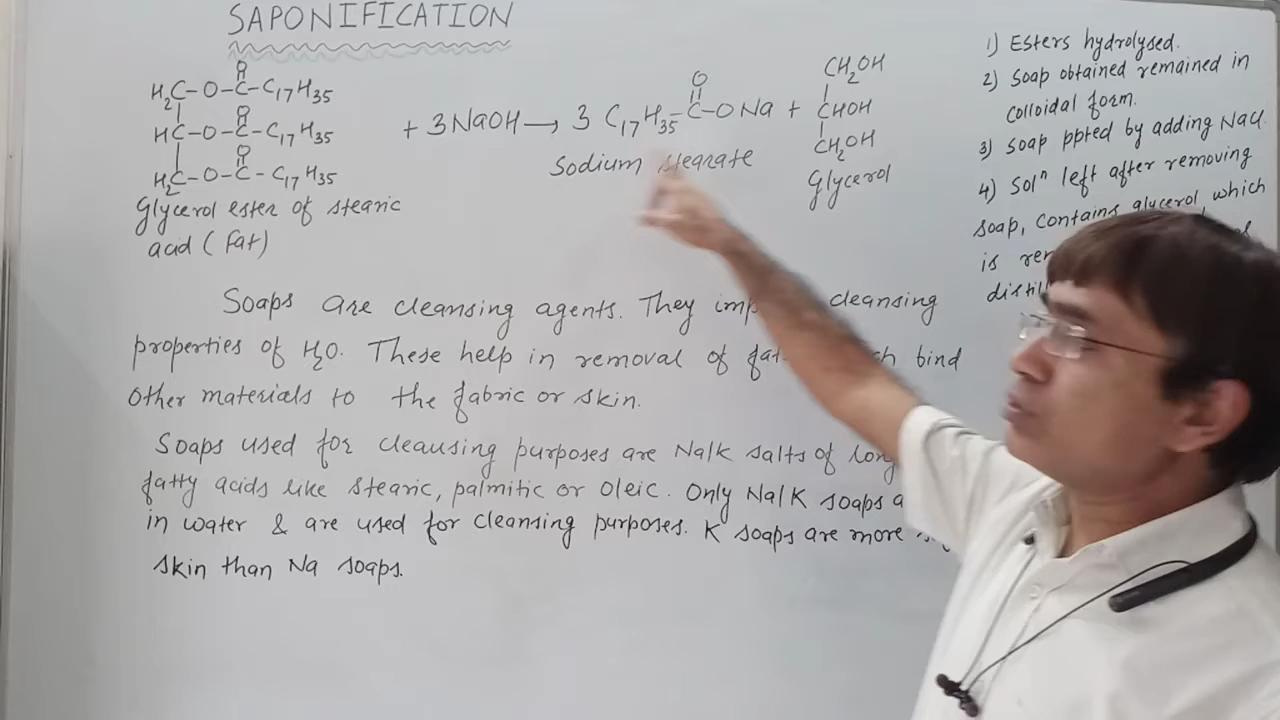 SAPONIFICATION
O
H2C-O-C-C17H35
O
HC-O-C-C17H35
O
H2C-O-C-C17H35
+ 3NaOH → 3 C17H35-C-ONa +
O
CH2OH
CHOH
CH2OH
Sodium stearate
Glycerol
Glycerol ester of stearic
acid (Fat)
1) Esters hydrolysed.
2) Soap obtained remained in
colloidal form.
3) Soap ppted by adding NaCl.
4) Solⁿ left after removing
soap, contains glycerol, which
is
Soaps are cleansing agents. They cleansing
properties of H2O. These help in removal of bind
other materials to the fabric or skin.
Soaps used for cleausing purposes are Na/K salts of long
fatty acids like stearic, palmitic or oleic. Only Na/K soaps
in water & are used for cleansing purposes. K soaps are more
skin than Na soaps.